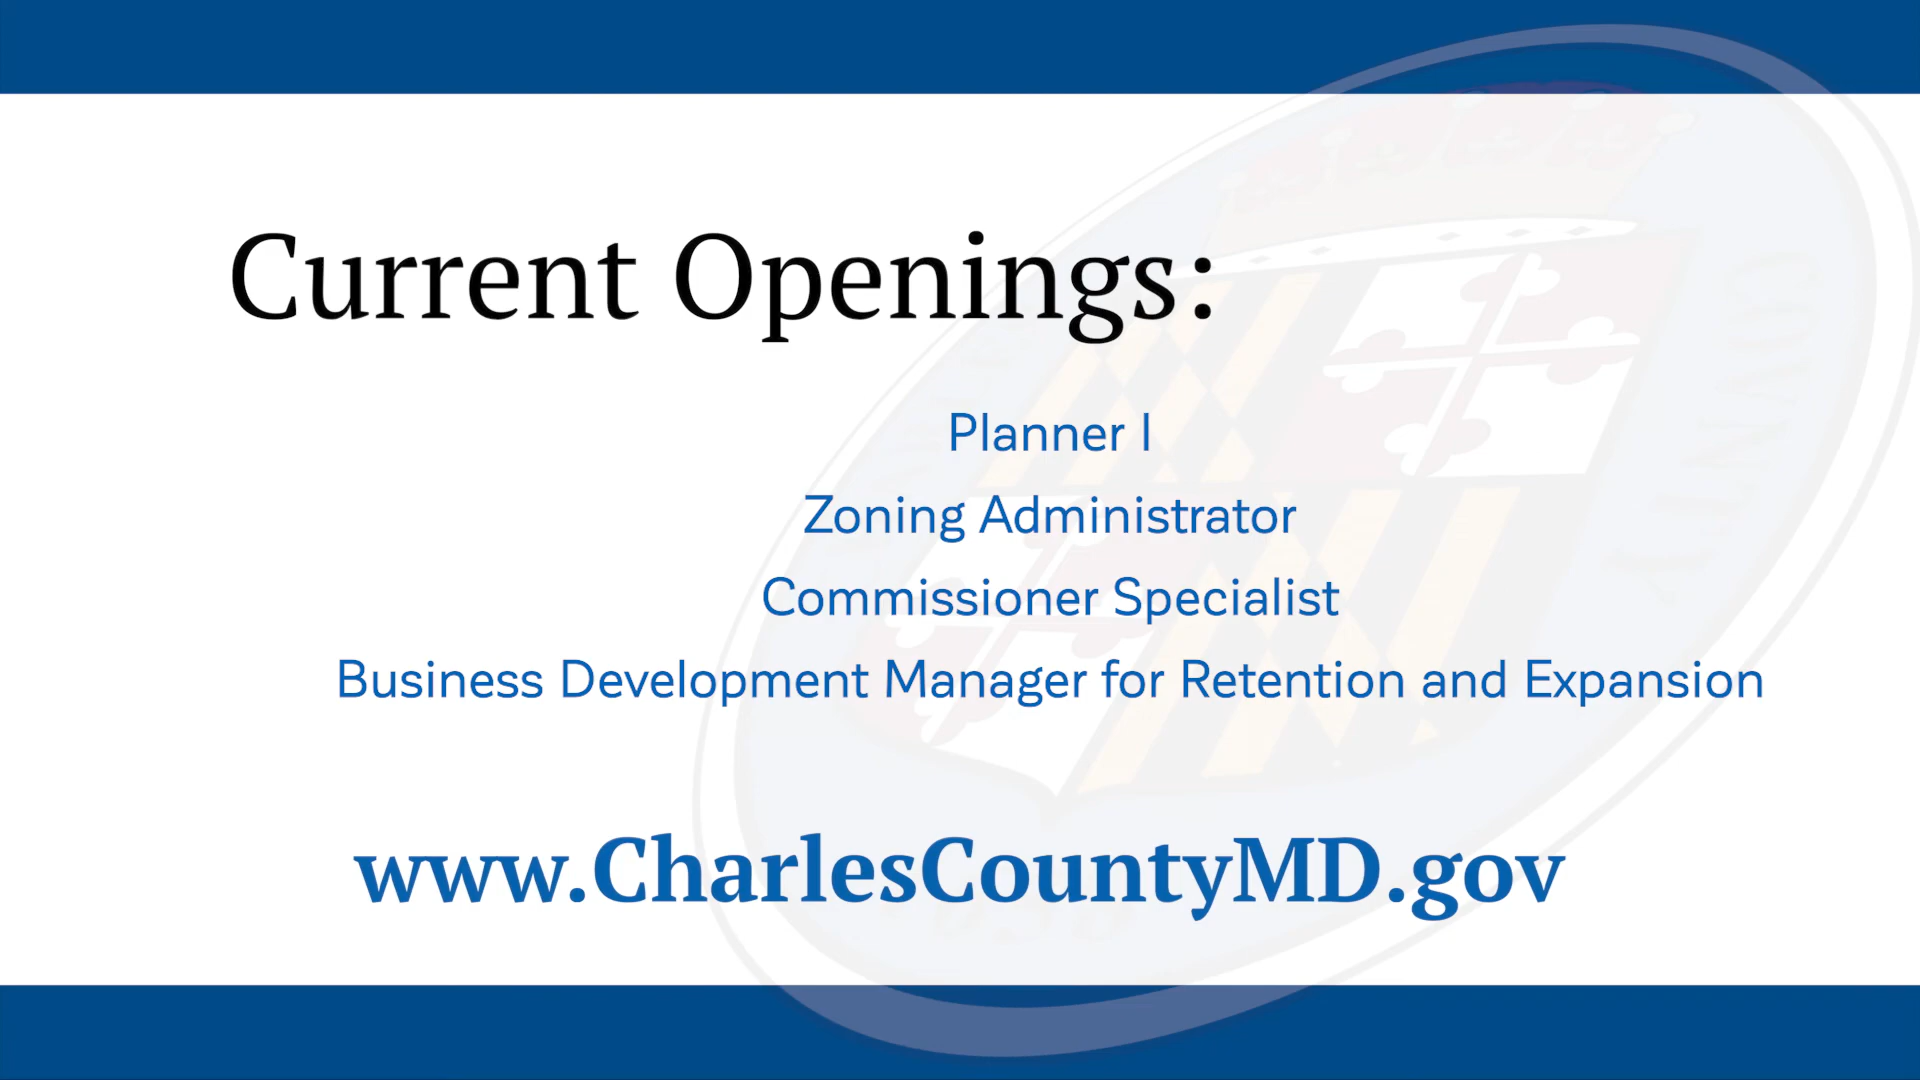 Current Openings:
Planner I
Zoning Administrator
Commissioner Specialist
Business Development Manager for Retention and Expansion
www.CharlesCountyMD.gov